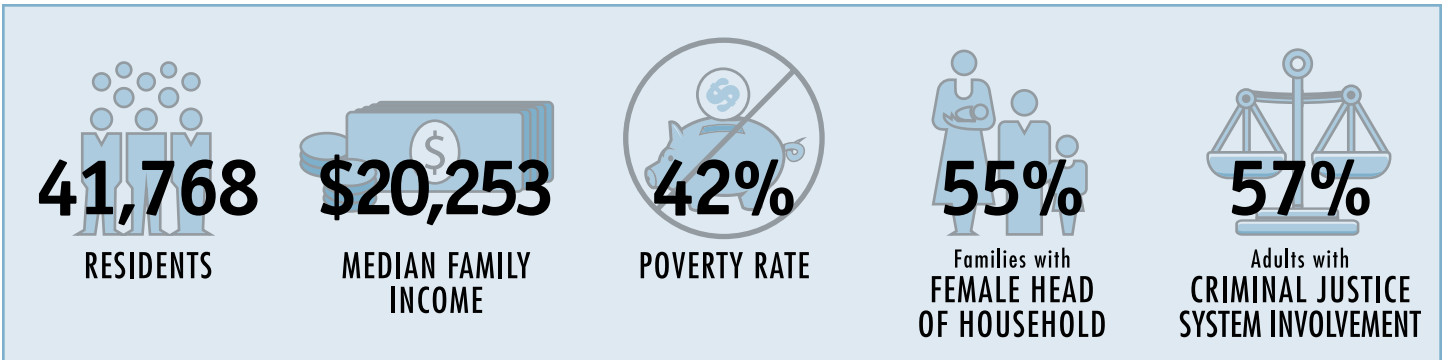 41,768
RESIDENTS
$
$20,253
MEDIAN FAMILY
INCOME
$
42%
POVERTY RATE
55%
Families with
FEMALE HEAD
OF HOUSEHOLD
57%
Adults with
CRIMINAL JUSTICE
SYSTEM INVOLVEMENT